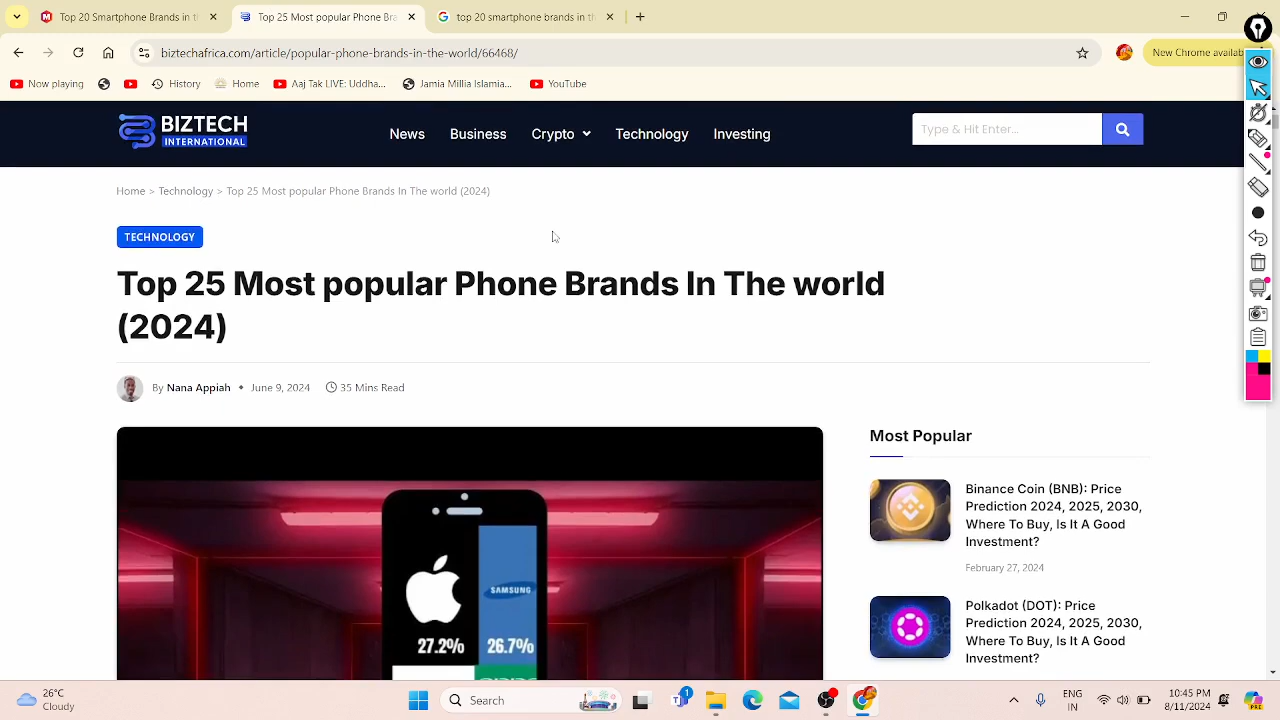 Top 20 Smartphone Brands in t
Top 25 Most popular Phone Bra
top 20 smartphone brands in th
biztechafrica.com/article/popular-phone-brands-in-the-world/66468/
New Chrome availab
Now playing
History
Home
Aaj Tak LIVE: Uddha...
Jamia Millia Islamia...
YouTube
BIZTECH
INTERNATIONAL
News
Business
Crypto
Technology
Investing
Type & Hit Enter...
Home > Technology > Top 25 Most popular Phone Brands In The world (2024)
TECHNOLOGY
Top 25 Most popular Phone Brands In The world
(2024)
By Nana Appiah
June 9, 2024
35 Mins Read
SAMSUNG
27.2%
26.7%
Most Popular
Binance Coin (BNB): Price
Prediction 2024, 2025, 2030,
Where To Buy, Is It A Good
Investment?
February 27, 2024
Polkadot (DOT): Price
Prediction 2024, 2025, 2030,
Where To Buy, Is It A Good
Investment?
26°C
Cloudy
Search
1
ENG
IN
10:45 PM
8/11/2024
PRE